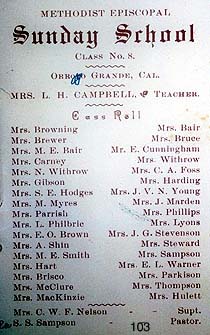 METHODIST EPISCOPAL
Sunday School
CLASS NO. 8.
ORRO GRANDE, CAL.
MRS. L. H. CAMPBELL, TEACHER.
Class Roll
Mrs. Browning Mrs. Bair
Mrs. Brewer Mrs. Bruce
Mrs. M. E. Bair Mr. E. Cunningham
Mrs. Carney Mrs. Withrow
Mrs. N. Withrow Mrs. C. A. Foss
Mrs. Gibson Mrs. Harding
Mrs. S. E. Hodges Mrs. J. V. N. Young
Mrs. M. Myres Mrs. J. Marden
Mrs. Parrish Mrs. Phillips
Mrs. L. Philbric Mrs. Lyons
Mrs. E. O. Brown Mrs. J. G. Stevenson
Mrs. A. Shin Mrs. Steward
Mrs. M. E. Smith Mrs. Sampson
Mrs. Hart Mrs. E. L. Warner
Mrs. Brisco Mrs. Parkison
Mrs. McClure Mrs. Thompson
Mrs. MacKinzie Mrs. Hulett
Mrs. C. W. F. Nelson - Supt.
S. S. Sampson Pastor.
103